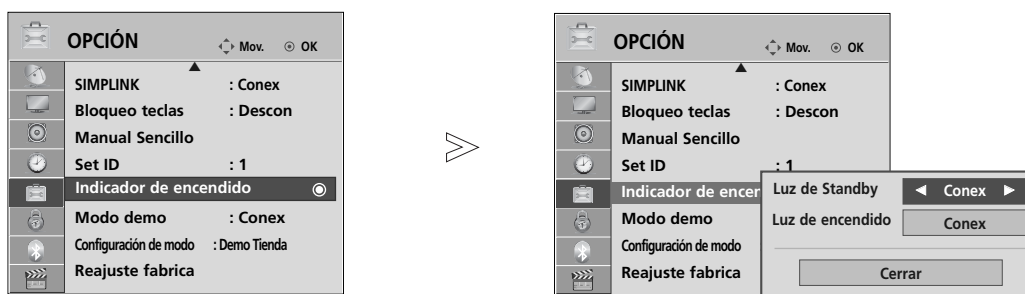 OPCIÓN Mov. OK
SIMPLINK : Conex
Bloqueo teclas : Descon
Manual Sencillo
Set ID : 1
Indicador de encendido
Modo demo : Conex
Configuración de modo : Demo Tienda
Reajuste fabrica
OPCIÓN Mov. OK
SIMPLINK : Conex
Bloqueo teclas : Descon
Manual Sencillo
Set ID : 1
Indicador de encer
Modo demo
Configuración de modo
Reajuste fabrica
Luz de Standby Conex
Luz de encendido Conex
Cerrar